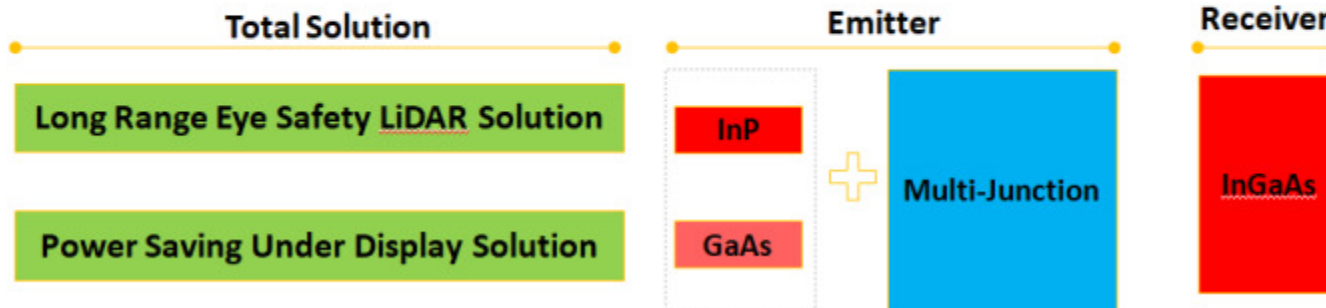 Total Solution
Emitter
Receiver
Long Range Eye Safety LiDAR Solution
InP
Multi-Junction
InGaAs
Power Saving Under Display Solution
GaAs